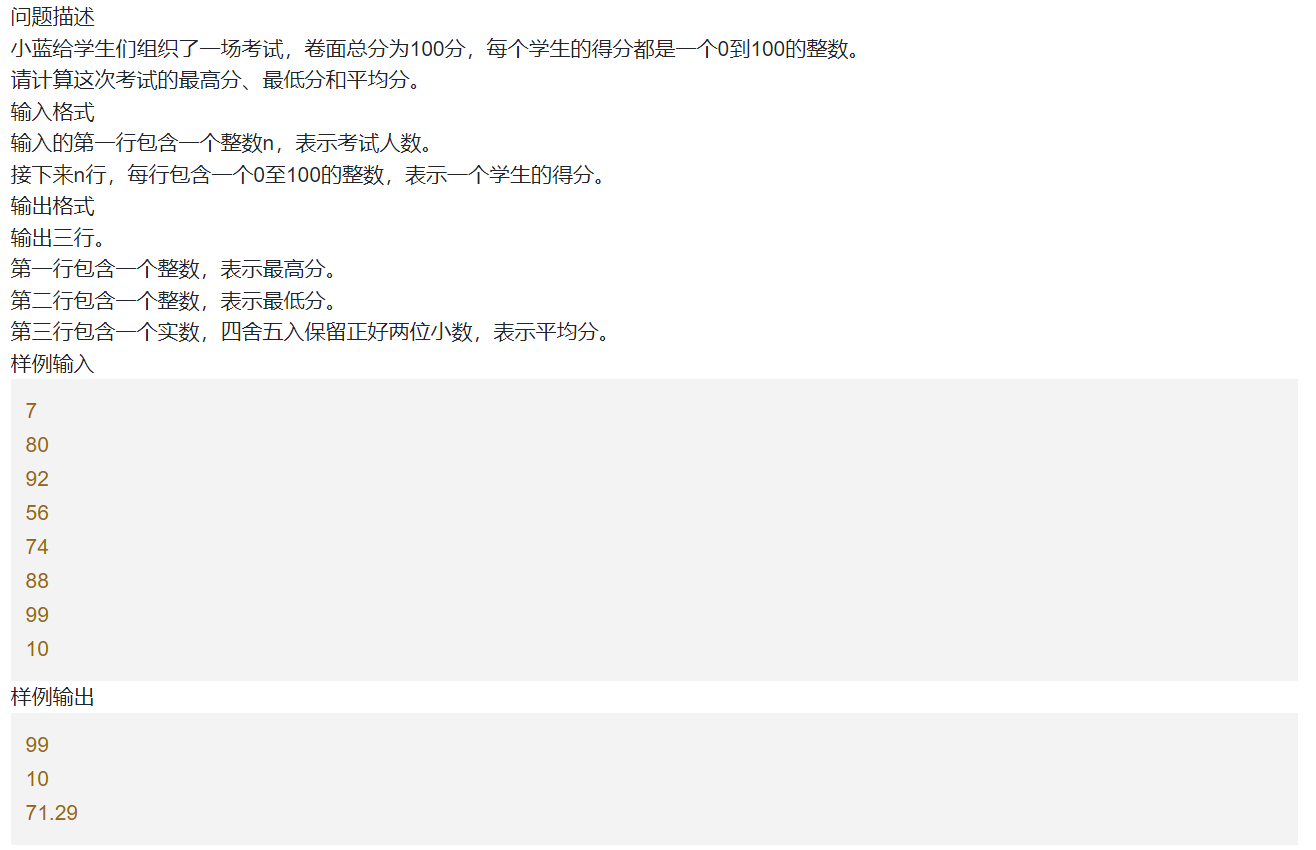 问题描述
小蓝给学生们组织了一场考试，卷面总分为100分，每个学生的得分都是一个0到100的整数。
请计算这次考试的最高分、最低分和平均分。
输入格式
输入的第一行包含一个整数n，表示考试人数。
接下来n行，每行包含一个0至100的整数，表示一个学生的得分。
输出格式
输出三行。
第一行包含一个整数，表示最高分。
第二行包含一个整数，表示最低分。
第三行包含一个实数，四舍五入保留正好两位小数，表示平均分。
样例输入
7
80
92
56
74
88
99
10
样例输出
99
10
71.29